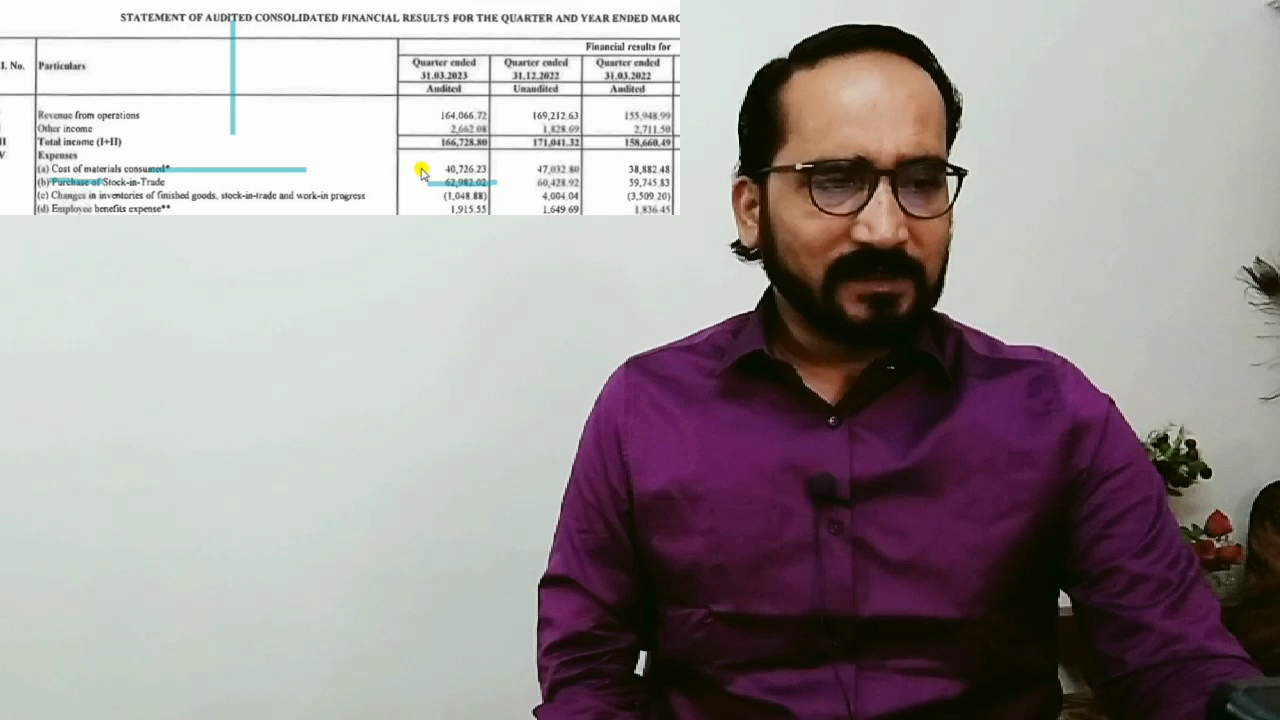 STATEMENT OF AUDITED CONSOLIDATED FINANCIAL RESULTS FOR THE QUARTER AND YEAR ENDED
Financial results for
I. No. Particulars Quarter ended Quarter ended Quarter ended
31.03.2023 31.12.2022 31.03.2022
Audited Unaudited Audited
Revenue from operations 164,066.72 169,212.63 155,948.99
Other income 2,662.08 1,828.69 2,711.50
Total income (I+II) 166,728.80 171,041.32 158,660.49
V Expenses
(a) Cost of materials consumed* 40,726.23 47,032.80 38,882.48
(b) Purchase of Stock-in-Trade 62,982.02 60,428.92 59,745.83
(c) Changes in inventories of finished goods, stock-in-trade and work-in progress (1,048.88) 4,004.04 (3,509.20)
(d) Employee benefits expense** 1,915.55 1,649.69 1,836.45